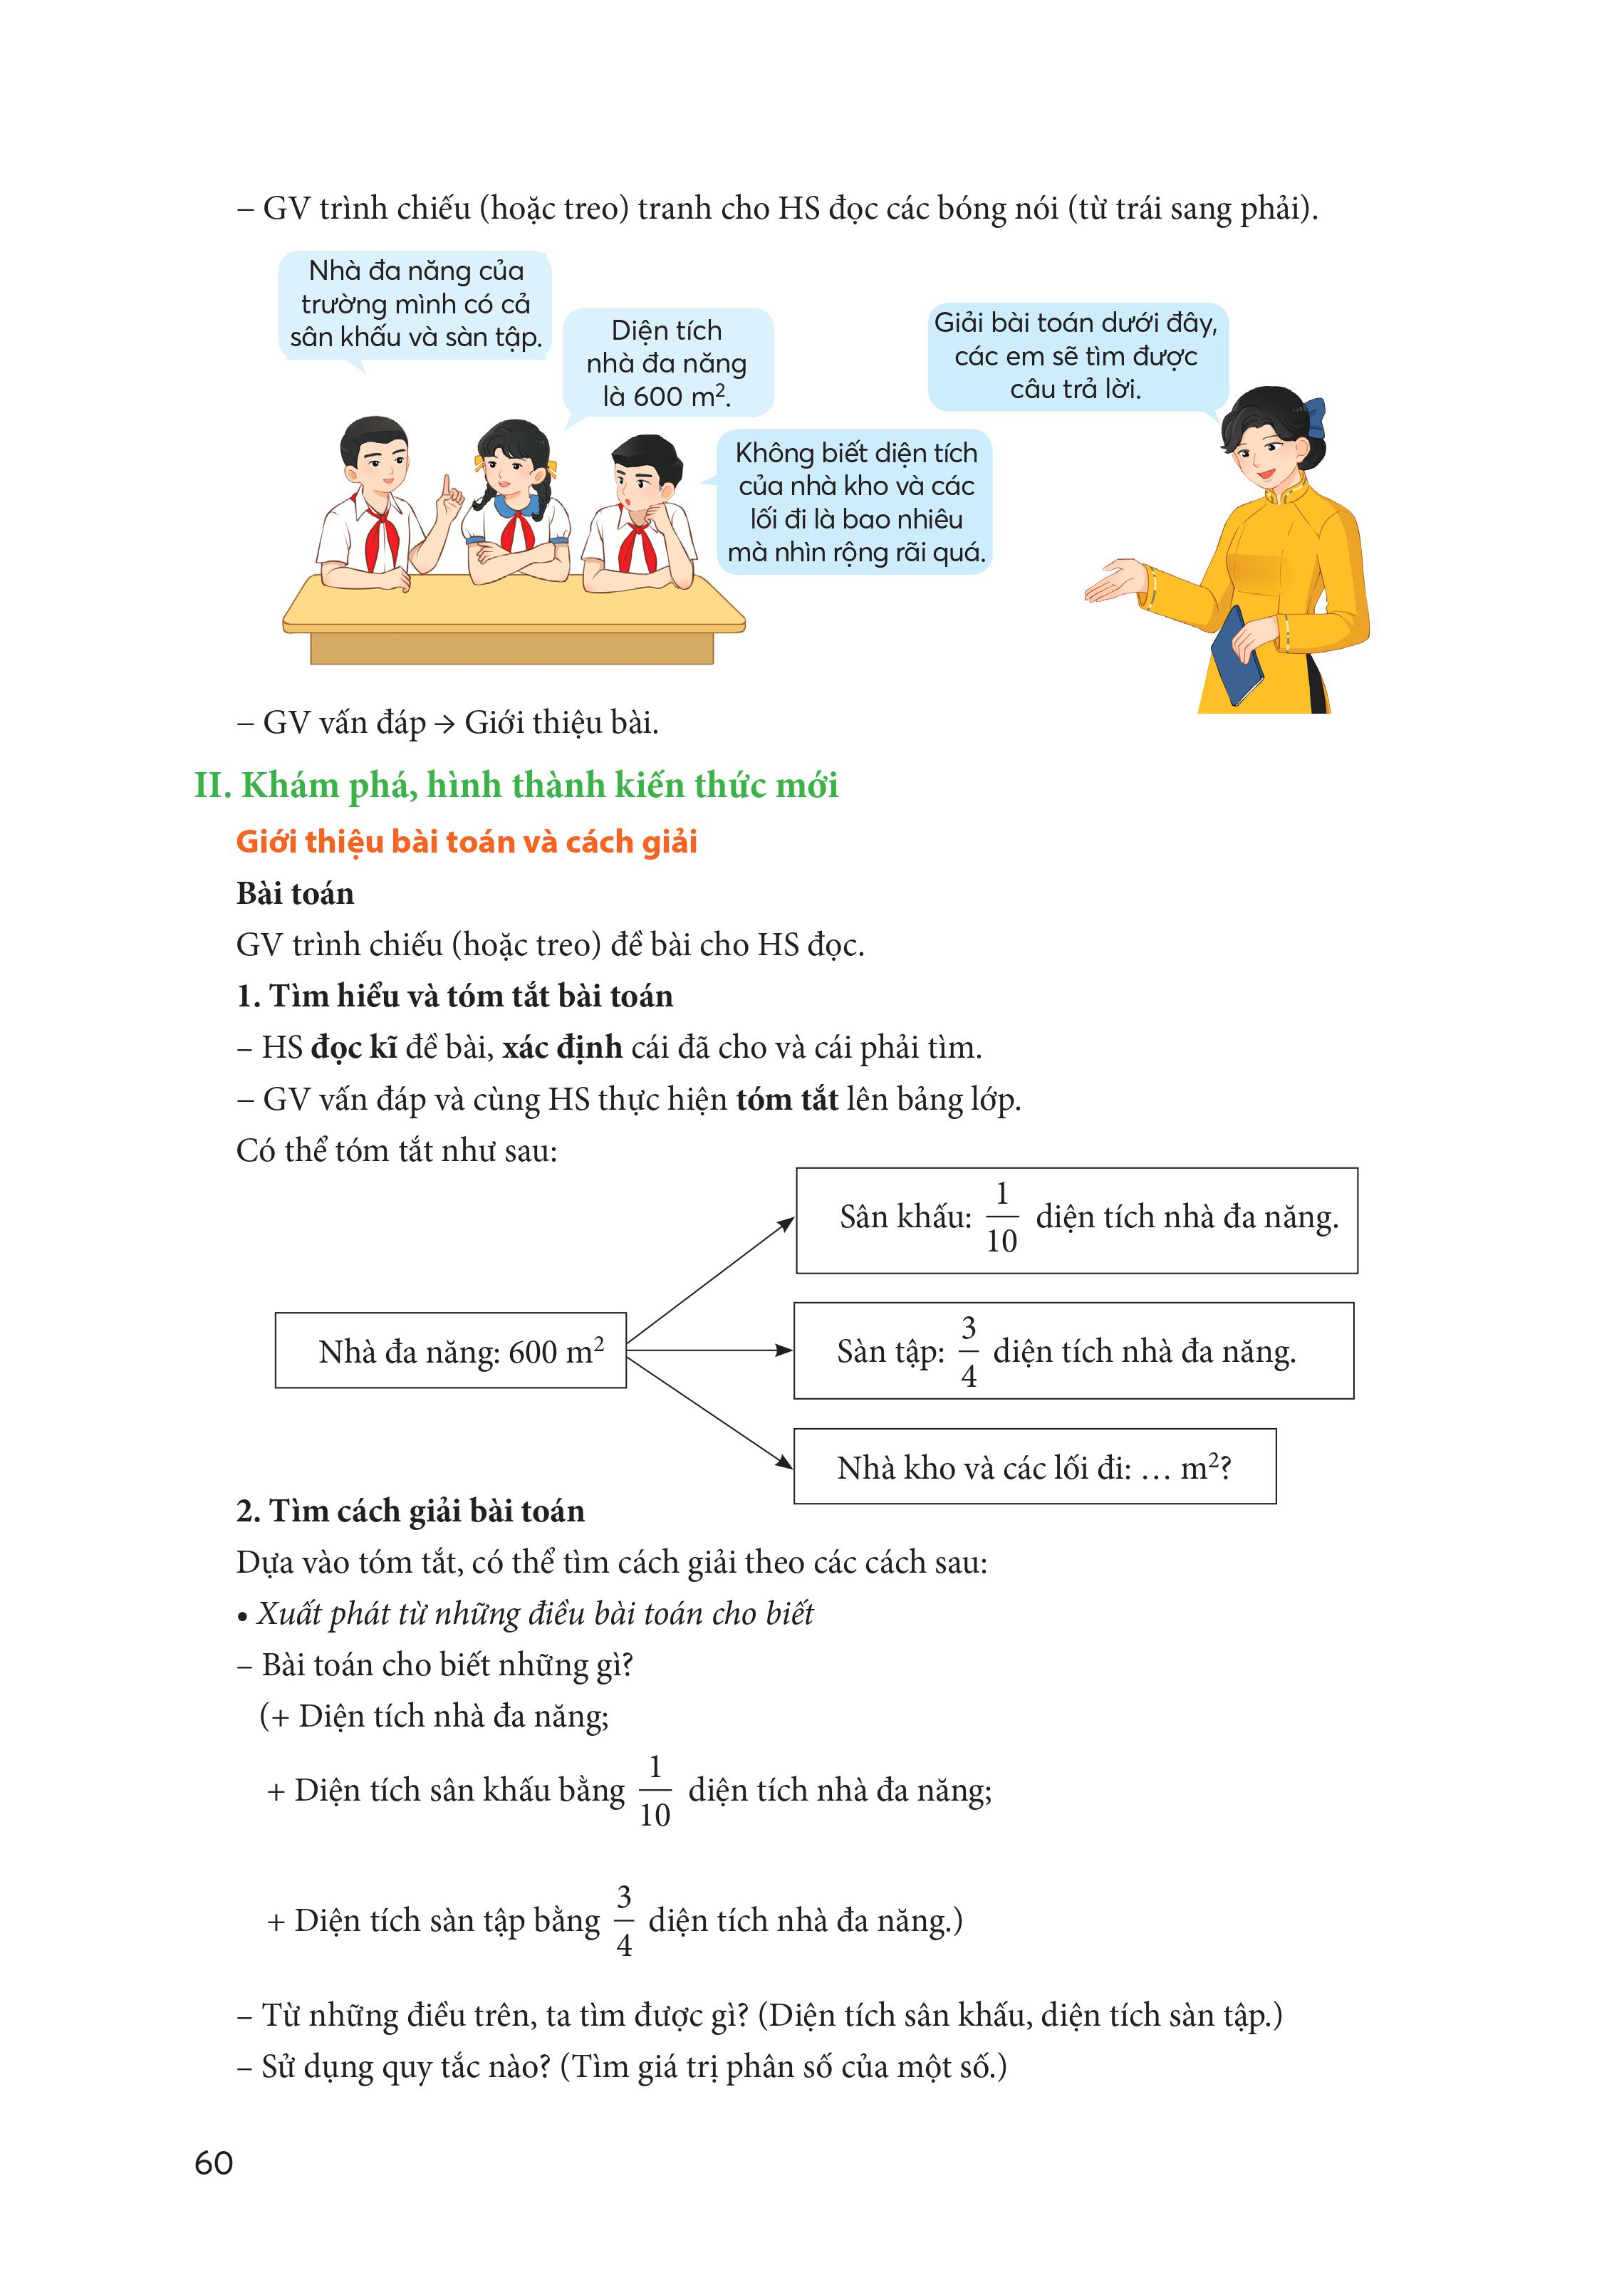 – GV trình chiếu (hoặc treo) tranh cho HS đọc các bóng nói (từ trái sang phải).
Nhà đa năng của
trường mình có cả
sân khấu và sàn tập.
Diện tích
nhà đa năng
là 600 m².
Không biết diện tích
của nhà kho và các
lối đi là bao nhiêu
mà nhìn rộng rãi quá.
Giải bài toán dưới đây,
các em sẽ tìm được
câu trả lời.
– GV vấn đáp → Giới thiệu bài.
II. Khám phá, hình thành kiến thức mới
Giới thiệu bài toán và cách giải
Bài toán
GV trình chiếu (hoặc treo) đề bài cho HS đọc.
1. Tìm hiểu và tóm tắt bài toán
– HS đọc kĩ đề bài, xác định cái đã cho và cái phải tìm.
– GV vấn đáp và cùng HS thực hiện tóm tắt lên bảng lớp.
Có thể tóm tắt như sau:
Nhà đa năng: 600 m²
Sân khấu: 1/10 diện tích nhà đa năng.
Sàn tập: 3/4 diện tích nhà đa năng.
Nhà kho và các lối đi: … m²?
2. Tìm cách giải bài toán
Dựa vào tóm tắt, có thể tìm cách giải theo các cách sau:
• Xuất phát từ những điều bài toán cho biết
– Bài toán cho biết những gì?
(+ Diện tích nhà đa năng;
+ Diện tích sân khấu bằng 1/10 diện tích nhà đa năng;
+ Diện tích sàn tập bằng 3/4 diện tích nhà đa năng.)
– Từ những điều trên, ta tìm được gì? (Diện tích sân khấu, diện tích sàn tập.)
– Sử dụng quy tắc nào? (Tìm giá trị phân số của một số.)
60